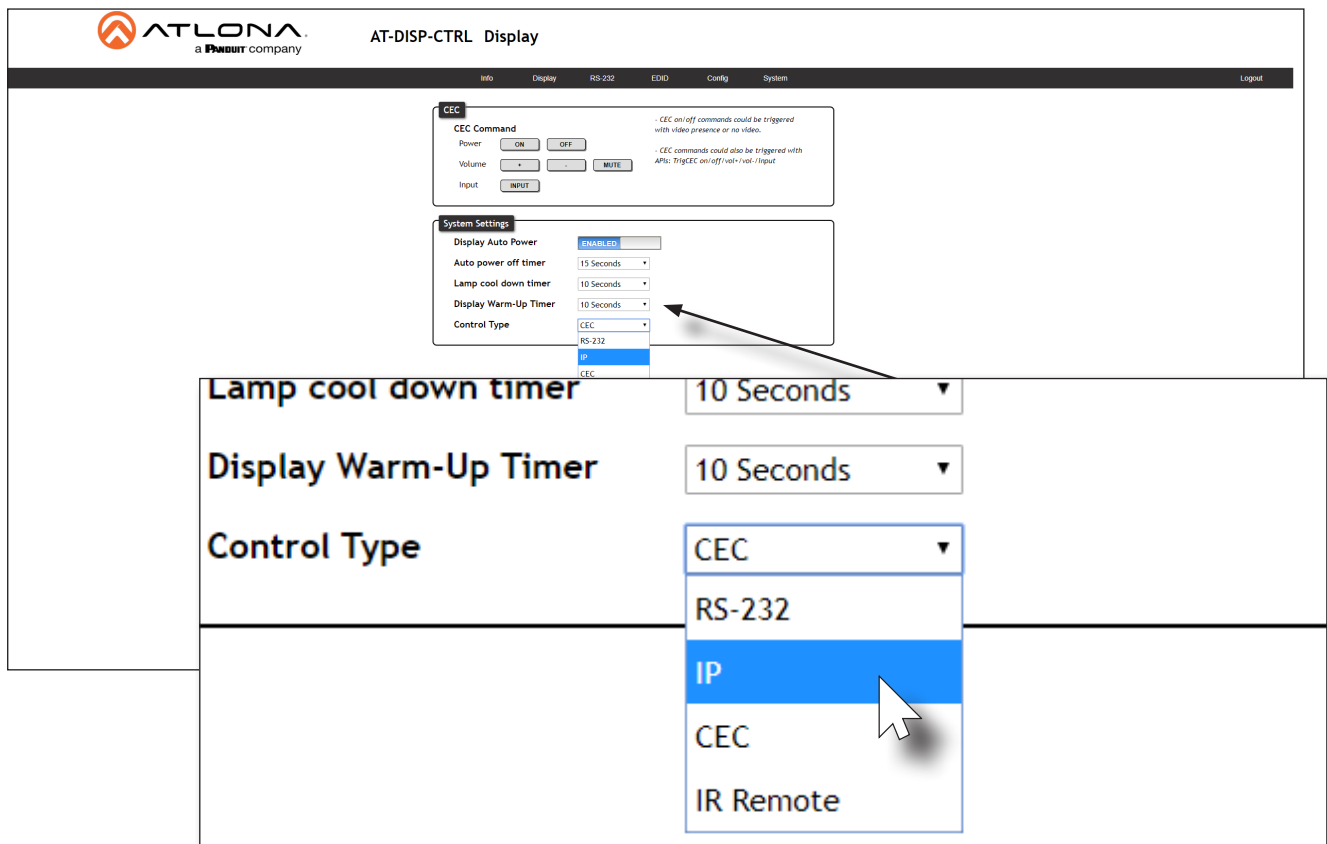 ATLONA.
a PANDUIT company
AT-DISP-CTRL Display
Info Display RS-232 EDID Config System Logout
CEC
CEC Command
Power ON OFF
Volume + - MUTE
Input INPUT
- CEC on/off commands could be triggered
with video presence or no video.
- CEC commands could also be triggered with
APIs: TrigCEC on/off/vol+/vol-/input
System Settings
Display Auto Power ENABLED
Auto power off timer 15 Seconds
Lamp cool down timer 10 Seconds
Display Warm-Up Timer 10 Seconds
Control Type CEC
RS-232
IP
CEC
Lamp cool down timer 10 Seconds
Display Warm-Up Timer 10 Seconds
Control Type CEC
RS-232
IP
CEC
IR Remote